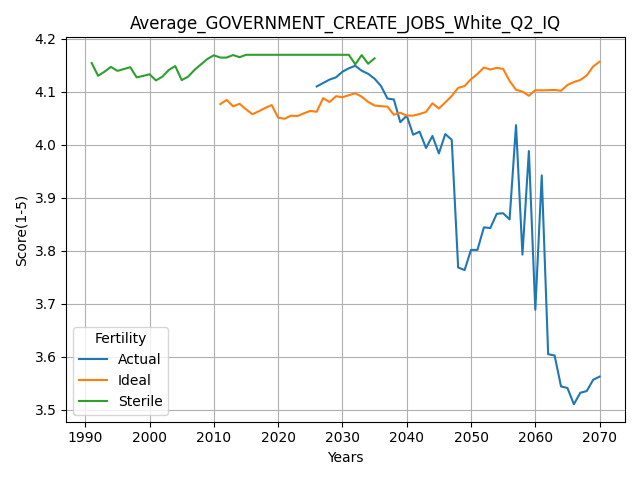 Average_GOVERNMENT_CREATE_JOBS_White_Q2_IQ
Score(1-5)
4.2
4.1
4.0
3.9
3.8
3.7
3.6
3.5
Fertility
Actual
Ideal
Sterile
1990 2000 2010 2020 2030 2040 2050 2060 2070
Years